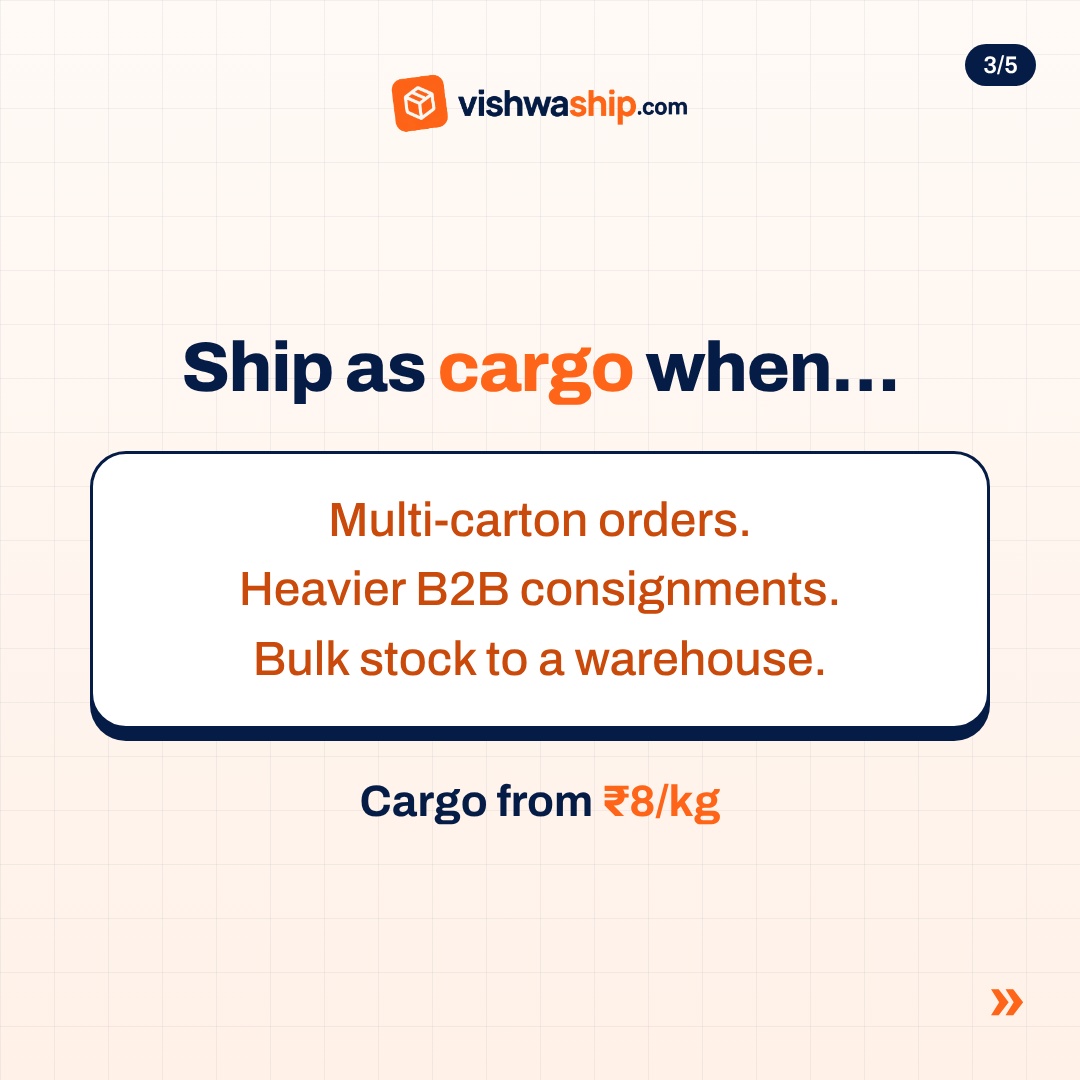 3/5
vishwaship.com
Ship as cargo when...
Multi-carton orders.
Heavier B2B consignments.
Bulk stock to a warehouse.
Cargo from ₹8/kg
»